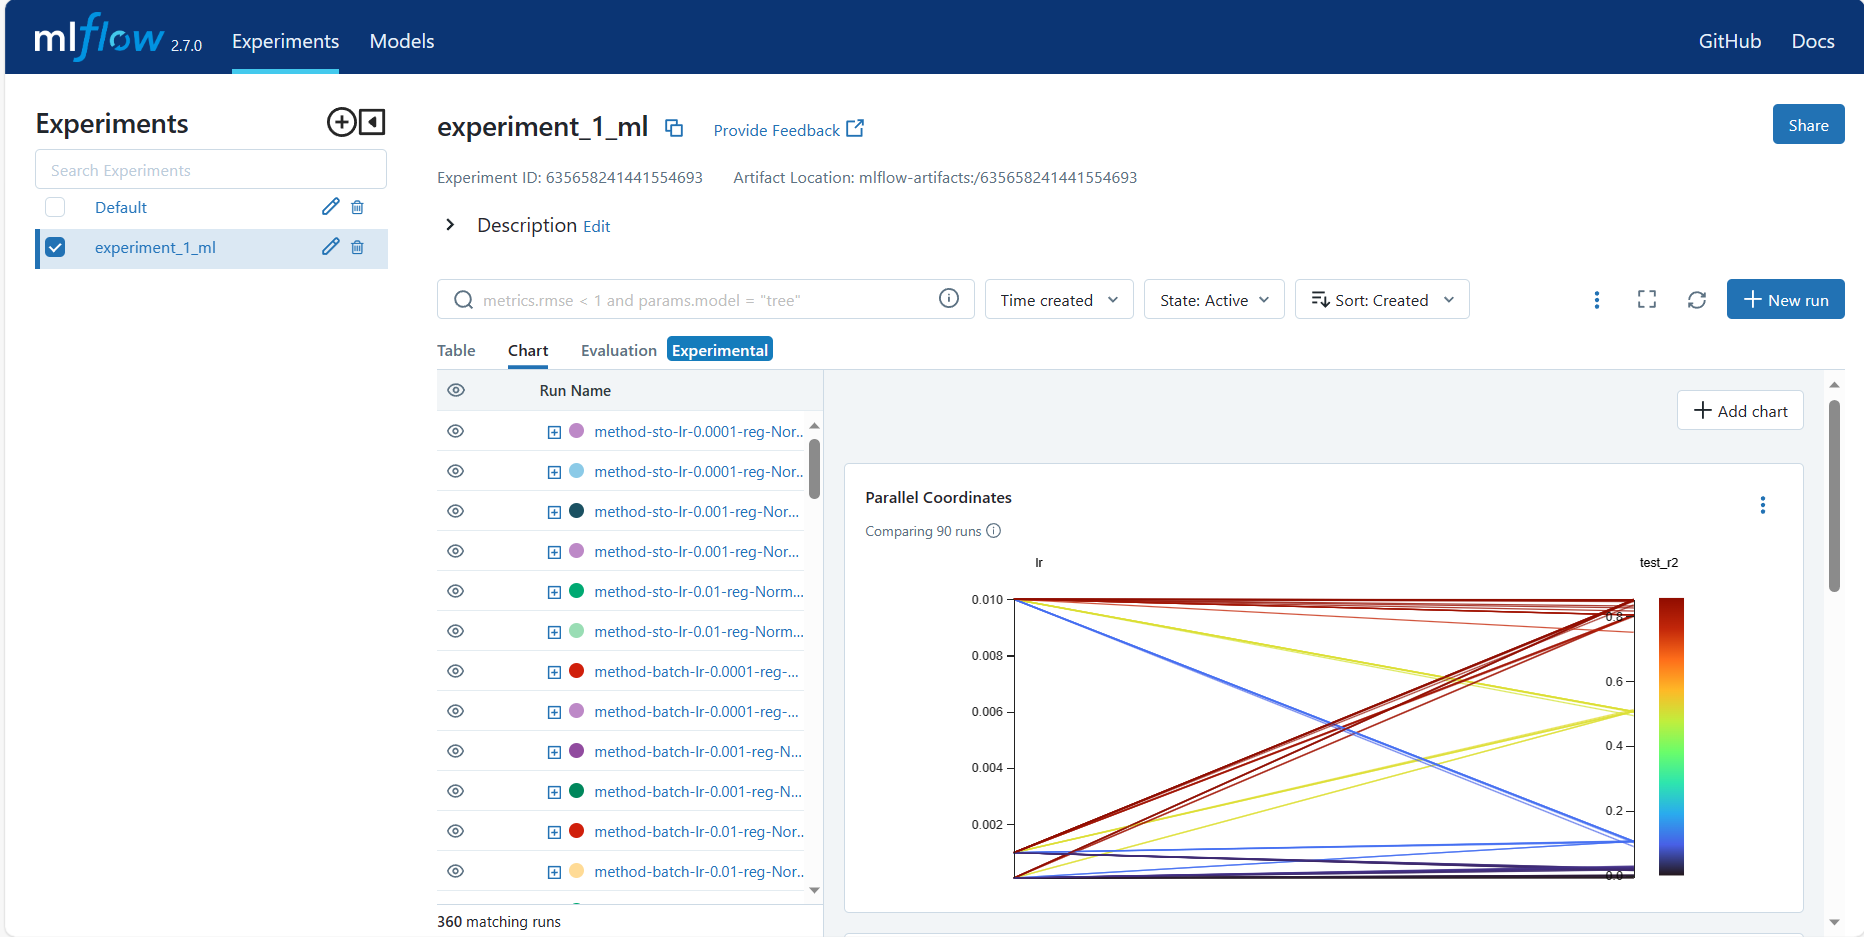 mlflow 2.7.0 Experiments Models GitHub Docs
Experiments
Search Experiments
Default
experiment_1_ml
experiment_1_ml Provide Feedback Share
Experiment ID: 635658241441554693 Artifact Location: mlflow-artifacts:/635658241441554693
Description Edit
metrics.rmse < 1 and params.model = "tree" Time created State: Active Sort: Created New run
Table Chart Evaluation Experimental
Run Name
method-sto-lr-0.0001-reg-Nor..
method-sto-lr-0.0001-reg-Nor..
method-sto-lr-0.001-reg-Nor...
method-sto-lr-0.001-reg-Nor...
method-sto-lr-0.01-reg-Norm...
method-sto-lr-0.01-reg-Norm...
method-batch-lr-0.0001-reg-...
method-batch-lr-0.0001-reg-...
method-batch-lr-0.001-reg-N...
method-batch-lr-0.001-reg-N...
method-batch-lr-0.01-reg-Nor..
method-batch-lr-0.01-reg-Nor..
360 matching runs
Add chart
Parallel Coordinates
Comparing 90 runs
lr test_r2
0.010
0.008
0.006
0.004
0.002
0.8
0.6
0.4
0.2
0.0